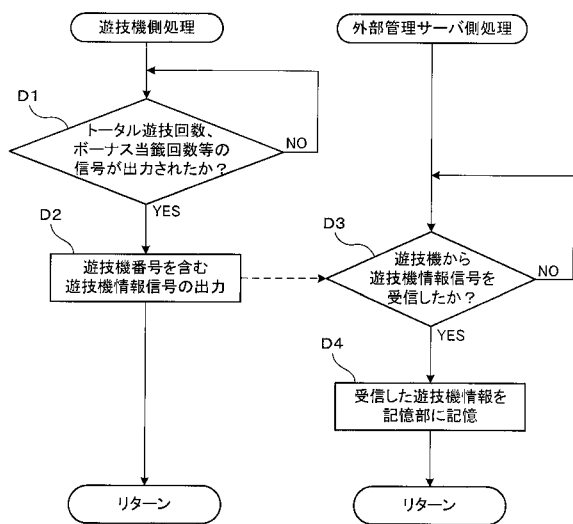 遊技機側処理
D1
トータル遊技回数、
ボーナス当籤回数等の
信号が出力されたか？
NO
YES
D2
遊技機番号を含む
遊技機情報信号の出力
リターン
外部管理サーバ側処理
D3
遊技機から
遊技機情報信号を
受信したか？
NO
YES
D4
受信した遊技機情報を
記憶部に記憶
リターン